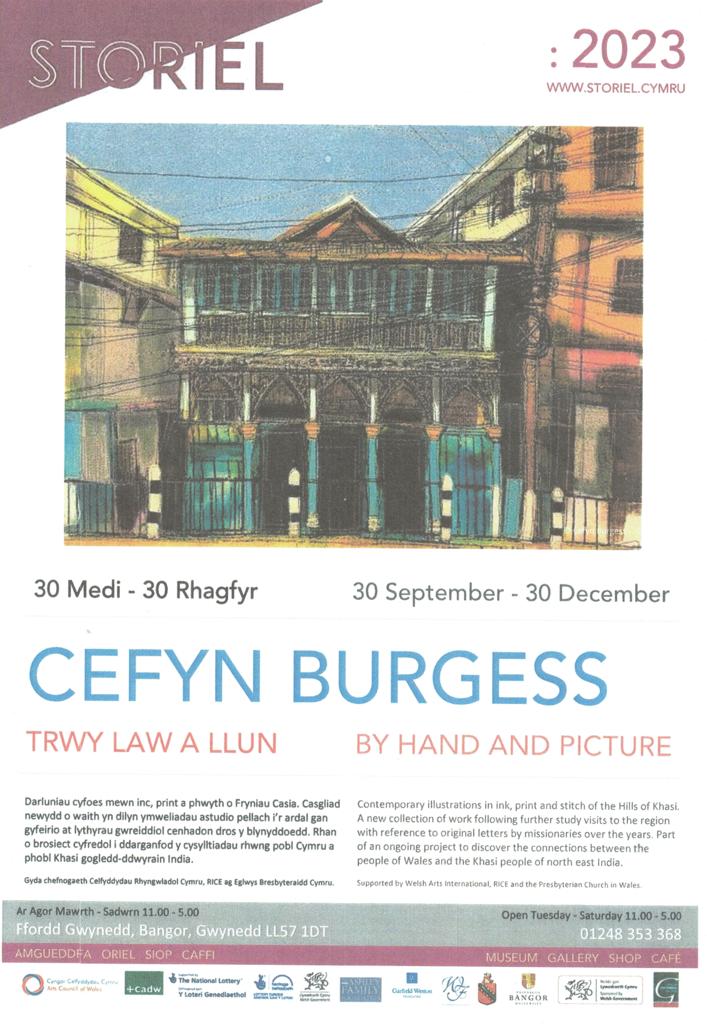 STORIEL
: 2023
WWW.STORIEL.CYMRU
30 Medi - 30 Rhagfyr
30 September - 30 December
CEFYN BURGESS
TRWY LAW A LLUN
BY HAND AND PICTURE
Darluniau cyfoes mewn inc, print a phwyth o Fryniau Casia. Casgliad
newydd o waith yn dilyn ymweliadau astudio pellach i'r ardal gan
gyfeirio at lythyrau gwreiddiol cenhadon dros y blynyddoedd. Rhan
o brosiect cyfredol i ddarganfod y cysylltiadau rhwng pobl Cymru a
phobl Khasi gogledd-ddwyrain India.
Gyda chefnogaeth Celfyddydau Rhyngwladol Cymru, RICE ag Eglwys Bresbyteraidd Cymru.
Contemporary illustrations in ink, print and stitch of the Hills of Khasi.
A new collection of work following further study visits to the region
with reference to original letters by missionaries over the years. Part
of an ongoing project to discover the connections between the
people of Wales and the Khasi people of north east India.
Supported by Welsh Arts International, RICE and the Presbyterian Church in Wales.
Ar Agor Mawrth - Sadwrn 11.00 - 5.00
Ffordd Gwynedd, Bangor, Gwynedd LL57 1DT
Open Tuesday - Saturday 11.00 - 5.00
01248 353 368
AMGUEDDFA ORIEL SIOP CAFFI
MUSEUM GALLERY SHOP CAFÉ
Cyngor Celfyddydau Cymru
Arts Council of Wales
+Cadw
The National Lottery
Y Loteri Genedlaethol
ASHLEY
FAMILY
Garfield Weston
BANGOR